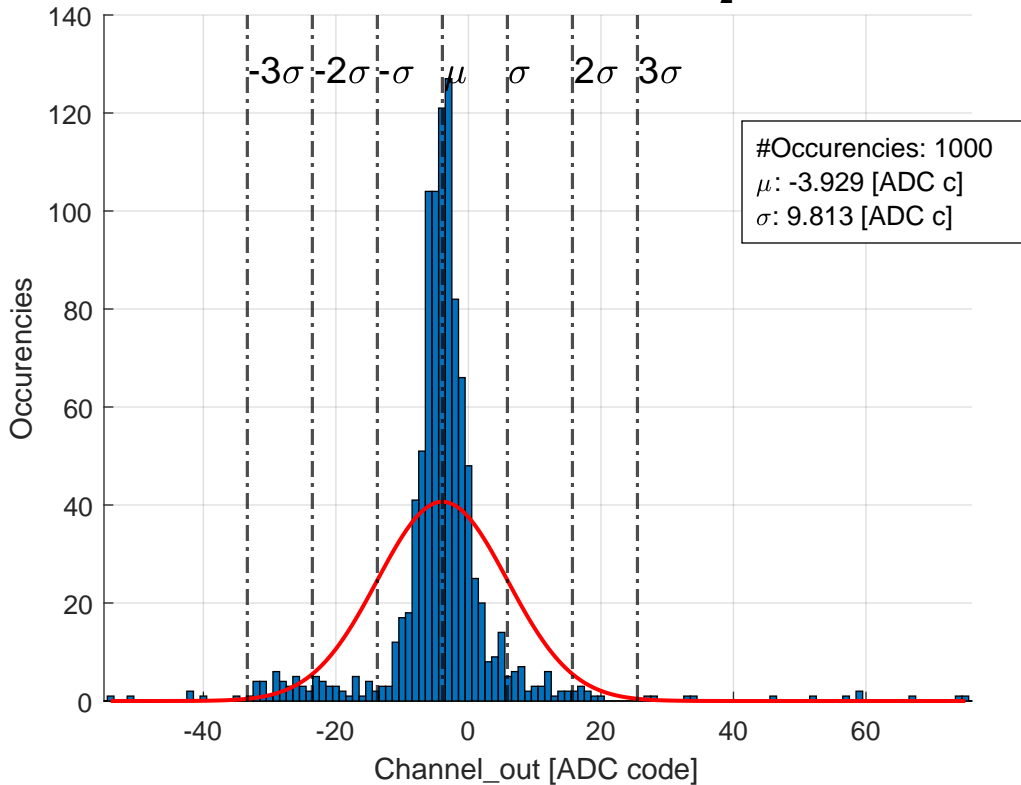 2
140
120
100
80
60
40
20
0
Occurencies
-3σ -2σ -σ μ σ 2σ 3σ
#Occurencies: 1000
μ: -3.929 [ADC c]
σ: 9.813 [ADC c]
-40 -20 0 20 40 60
Channel_out [ADC code]